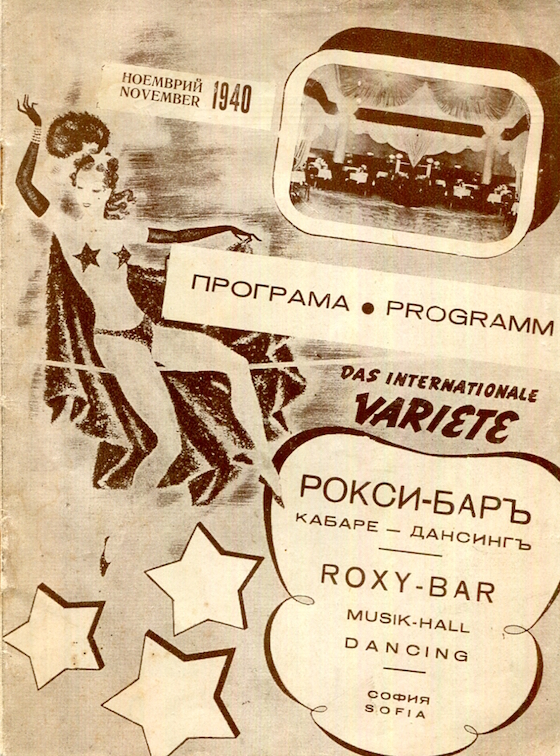 НОЕМВРИЙ
NOVEMBER 1940
ПРОГРАМА • PROGRAMM
DAS INTERNATIONALE
VARIETE
РОКСИ-БАРЪ
КАБАРЕ — ДАНСИНГЪ
ROXY-BAR
MUSIK-HALL
DANCING
СОФИЯ
SOFIA